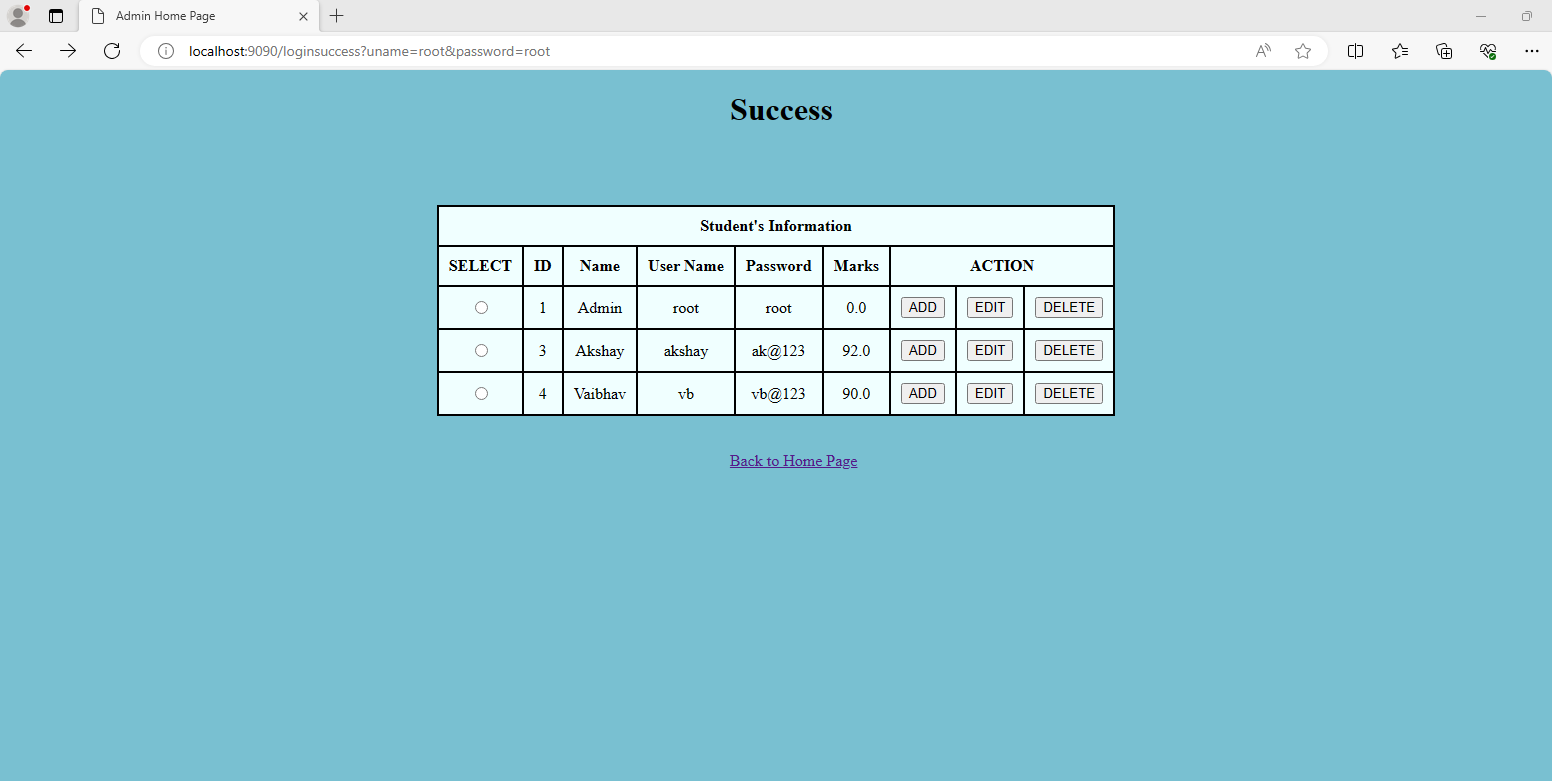 Admin Home Page
localhost:9090/loginsuccess?uname=root&password=root
Success
Student's Information
SELECT ID Name User Name Password Marks ACTION
1 Admin root root 0.0 ADD EDIT DELETE
3 Akshay akshay ak@123 92.0 ADD EDIT DELETE
4 Vaibhav vb vb@123 90.0 ADD EDIT DELETE
Back to Home Page